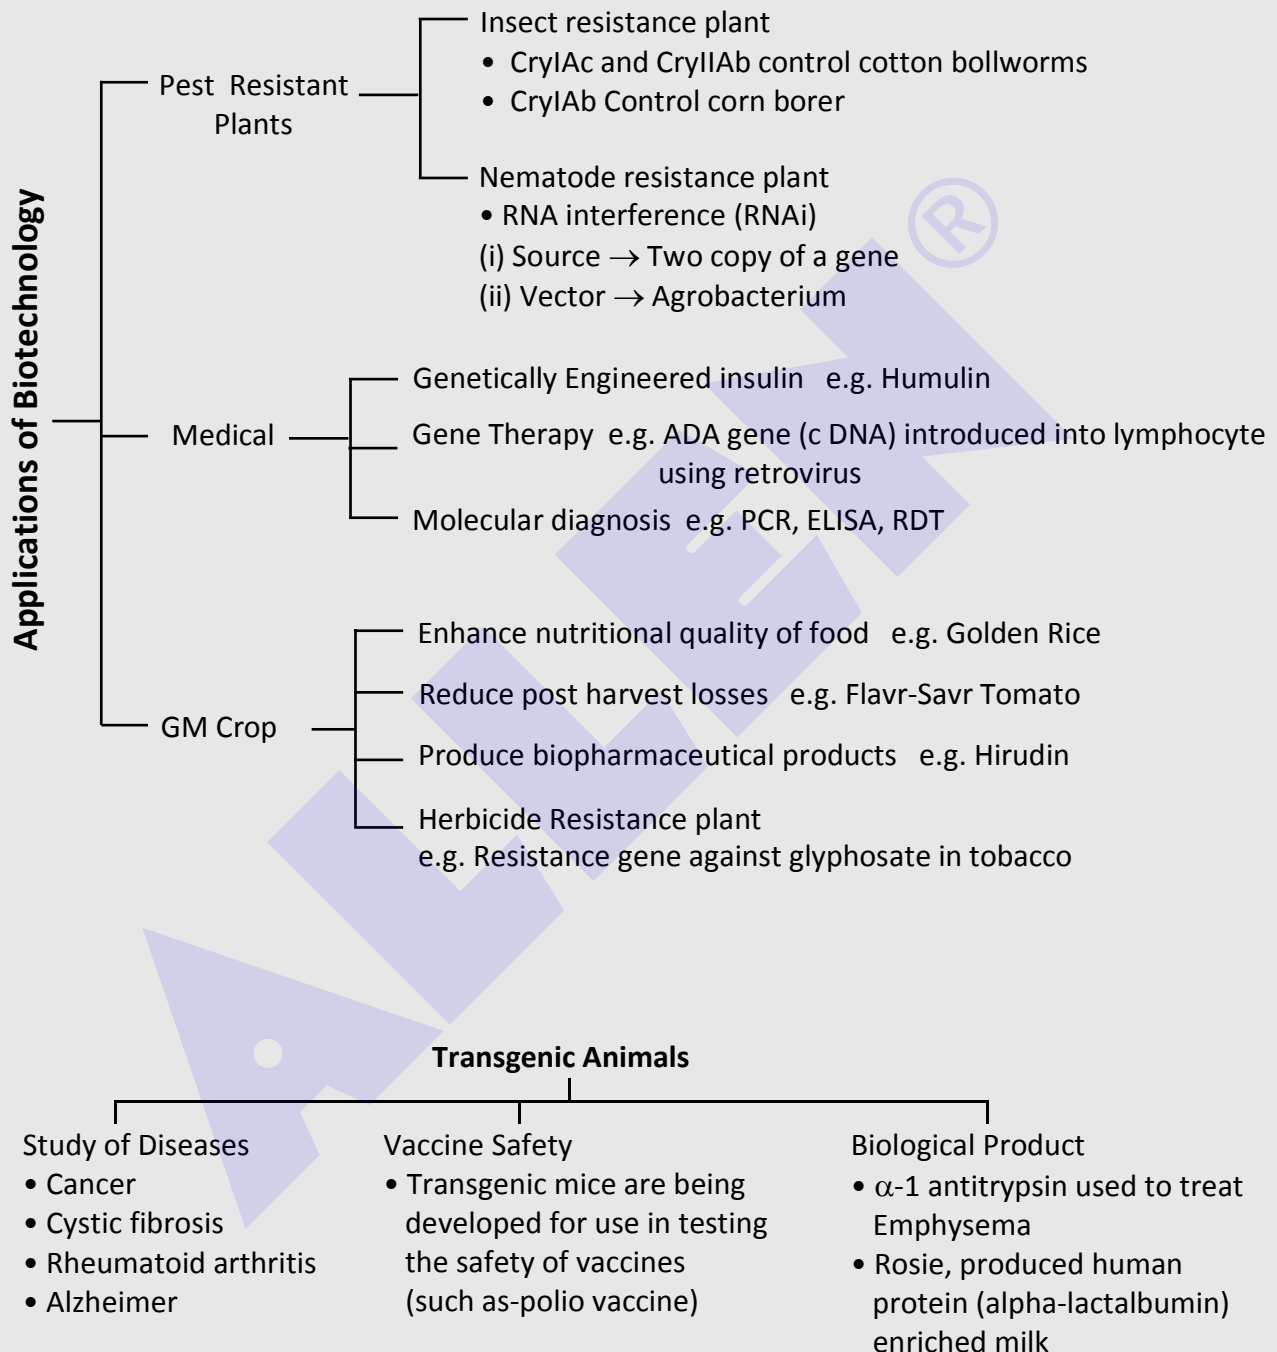 Applications of Biotechnology
Pest Resistant
Plants
Insect resistance plant
• CryIAc and CryIIAb control cotton bollworms
• CryIAb Control corn borer
Nematode resistance plant
• RNA interference (RNAi)
(i) Source → Two copy of a gene
(ii) Vector → Agrobacterium
Medical
Genetically Engineered insulin e.g. Humulin
Gene Therapy e.g. ADA gene (c DNA) introduced into lymphocyte
using retrovirus
Molecular diagnosis e.g. PCR, ELISA, RDT
GM Crop
Enhance nutritional quality of food e.g. Golden Rice
Reduce post harvest losses e.g. Flavr-Savr Tomato
Produce biopharmaceutical products e.g. Hirudin
Herbicide Resistance plant
e.g. Resistance gene against glyphosate in tobacco
ALLEN®
Transgenic Animals
Study of Diseases
• Cancer
• Cystic fibrosis
• Rheumatoid arthritis
• Alzheimer
Vaccine Safety
• Transgenic mice are being
developed for use in testing
the safety of vaccines
(such as-polio vaccine)
Biological Product
• α-1 antitrypsin used to treat
Emphysema
• Rosie, produced human
protein (alpha-lactalbumin)
enriched milk